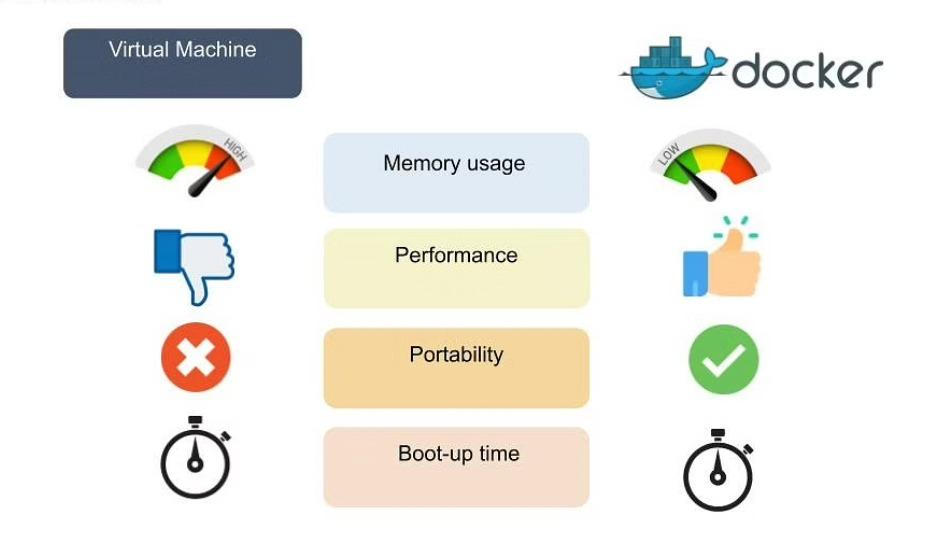 Virtual Machine
docker
HIGH
Memory usage
LOW
Performance
Portability
Boot-up time